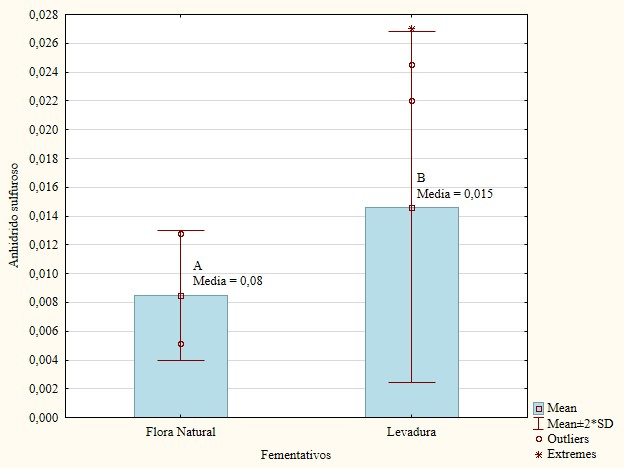 0,028
0,026
0,024
0,022
0,020
0,018
0,016
0,014
0,012
0,010
0,008
0,006
0,004
0,002
0,000
Anhidrido sulfuroso
A
Media = 0,08
B
Media = 0,015
Flora Natural
Levadura
Fementativos
Mean
Mean±2*SD
Outliers
Extremes